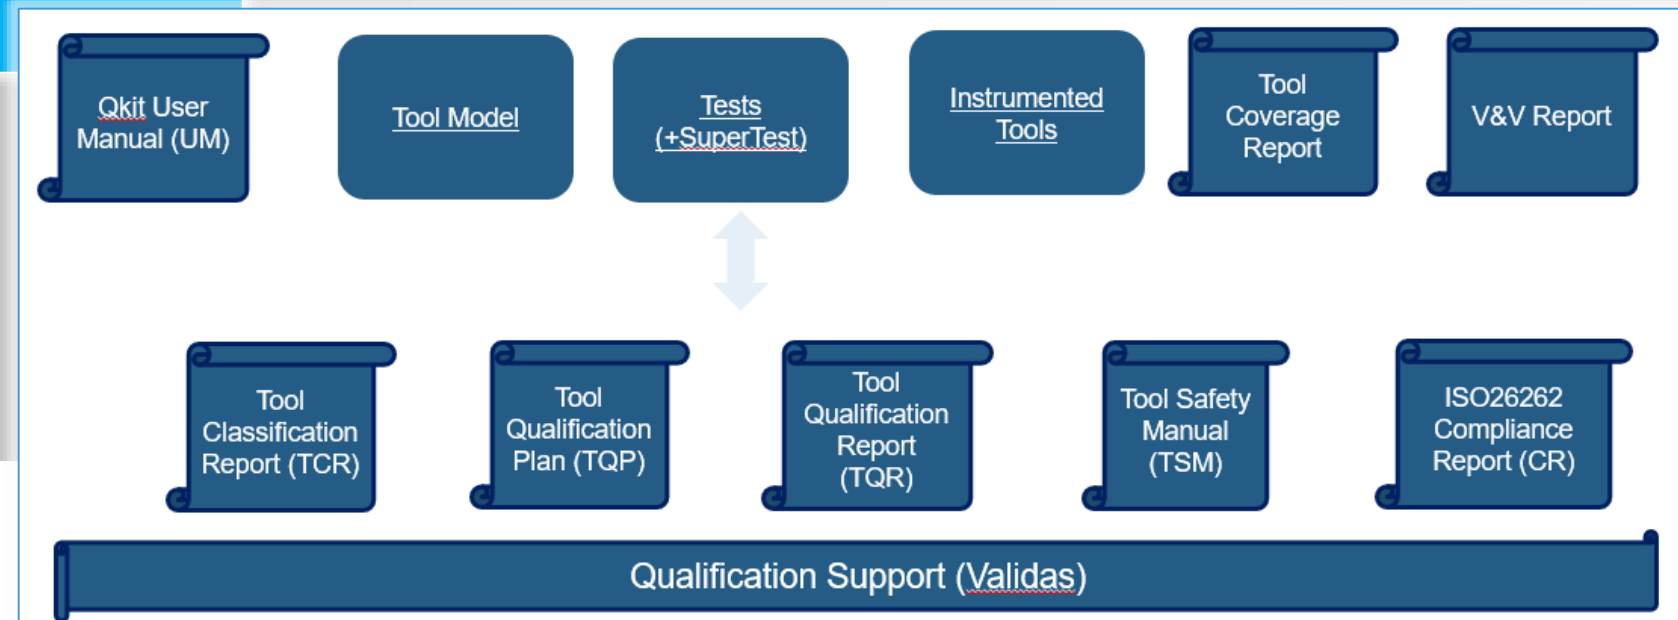 Qkit User
Manual (UM)
Tool Model
Tests
(+SuperTest)
Instrumented
Tools
Tool
Coverage
Report
V&V Report
Tool
Classification
Report (TCR)
Tool
Qualification
Plan (TQP)
Tool
Qualification
Report
(TQR)
Tool Safety
Manual
(TSM)
ISO26262
Compliance
Report (CR)
Qualification Support (Validas)